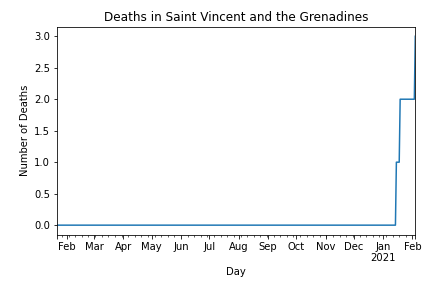 Deaths in Saint Vincent and the Grenadines
3.0
2.5
2.0
1.5
1.0
0.5
0.0
Number of Deaths
Feb Mar Apr May Jun Jul Aug Sep Oct Nov Dec Jan Feb
2021
Day